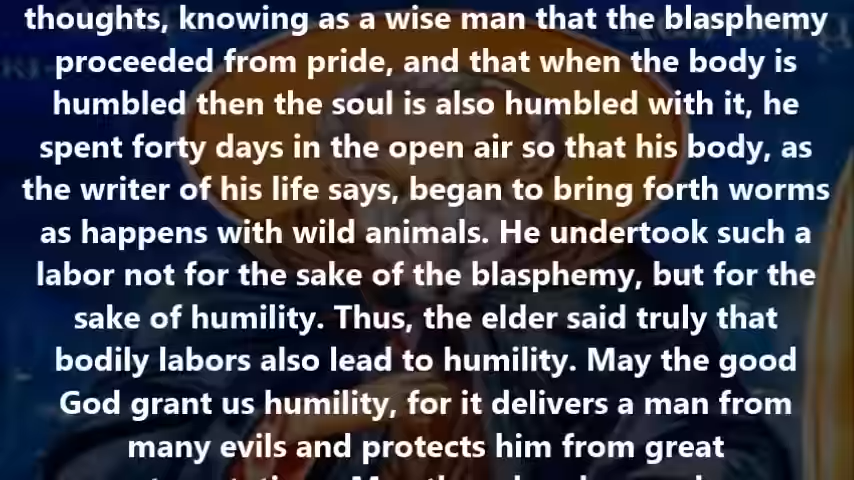 thoughts, knowing as a wise man that the blasphemy
proceeded from pride, and that when the body is
humbled then the soul is also humbled with it, he
spent forty days in the open air so that his body, as
the writer of his life says, began to bring forth worms
as happens with wild animals. He undertook such a
labor not for the sake of the blasphemy, but for the
sake of humility. Thus, the elder said truly that
bodily labors also lead to humility. May the good
God grant us humility, for it delivers a man from
many evils and protects him from great